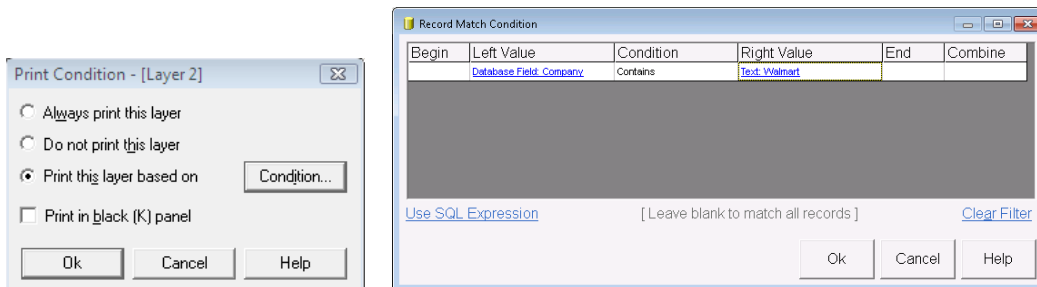 Print Condition - [Layer 2]
Always print this layer
Do not print this layer
Print this layer based on Condition...
Print in black (K) panel
Ok Cancel Help
Record Match Condition
Begin Left Value Condition Right Value End Combine
Database Field: Company Contains Text: Walmart
Use SQL Expression [ Leave blank to match all records ] Clear Filter
Ok Cancel Help